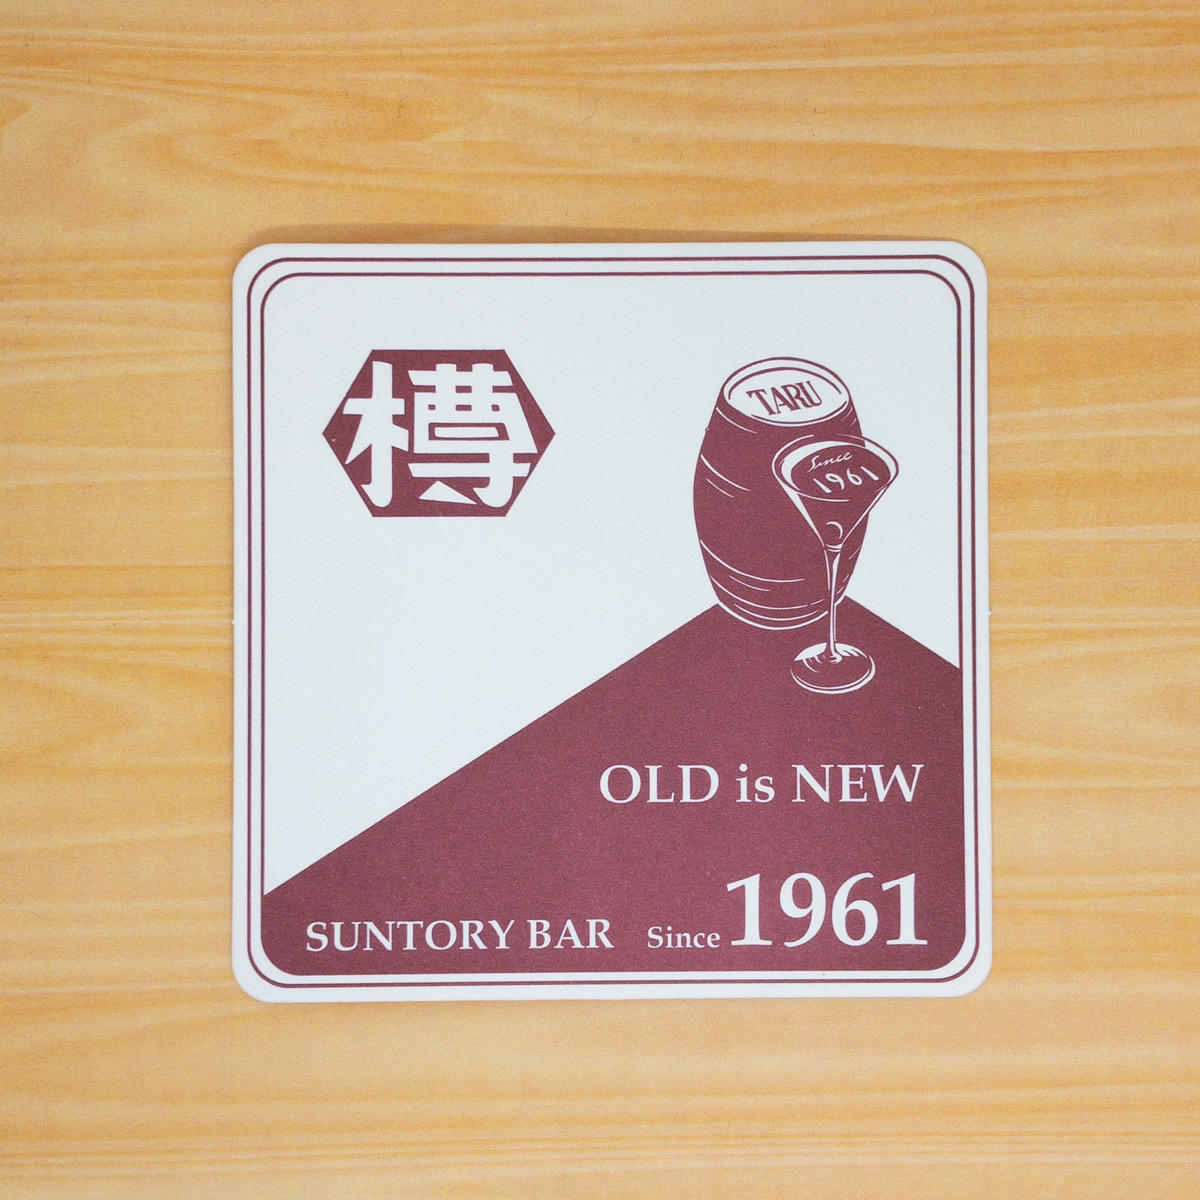 樽
TARU
Since
1961
OLD is NEW
SUNTORY BAR Since 1961